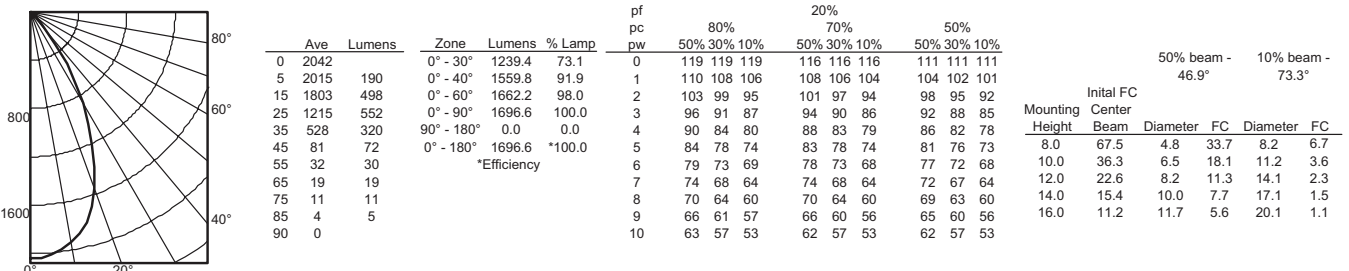 80°
60°
40°
20°
0°
800
1600
Ave Lumens
0 2042
5 2015 190
15 1803 498
25 1215 552
35 528 320
45 81 72
55 32 30
65 19 19
75 11 11
85 4 5
90 0
Zone Lumens % Lamp
0° - 30° 1239.4 73.1
0° - 40° 1559.8 91.9
0° - 60° 1662.2 98.0
0° - 90° 1696.6 100.0
90° - 180° 0.0 0.0
0° - 180° 1696.6 *100.0
*Efficiency
pf 20%
pc 80% 70% 50%
pw 50% 30% 10% 50% 30% 10% 50% 30% 10%
0 119 119 119 116 116 116 111 111 111
1 110 108 106 108 106 104 104 102 101
2 103 99 95 101 97 94 98 95 92
3 96 91 87 94 90 86 92 88 85
4 90 84 80 88 83 79 86 82 78
5 84 78 74 83 78 74 81 76 73
6 79 73 69 78 73 68 77 72 68
7 74 68 64 74 68 64 72 67 64
8 70 64 60 70 64 60 69 63 60
9 66 61 57 66 60 56 65 60 56
10 63 57 53 62 57 53 62 57 53
50% beam - 10% beam -
46.9° 73.3°
Inital FC
Mounting Center
Height Beam Diameter FC Diameter FC
8.0 67.5 4.8 33.7 8.2 6.7
10.0 36.3 6.5 18.1 11.2 3.6
12.0 22.6 8.2 11.3 14.1 2.3
14.0 15.4 10.0 7.7 17.1 1.5
16.0 11.2 11.7 5.6 20.1 1.1